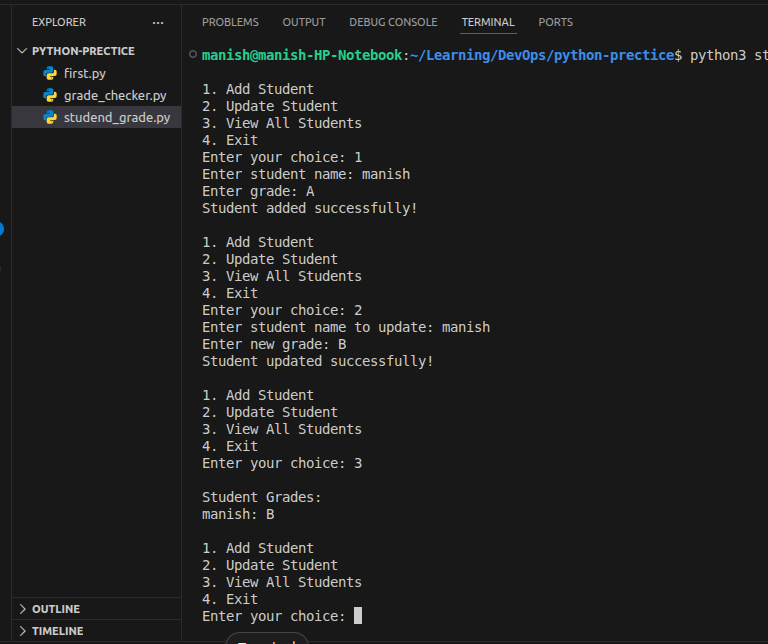 EXPLORER
PYTHON-PRECTICE
first.py
grade_checker.py
studend_grade.py
OUTLINE
TIMELINE
PROBLEMS OUTPUT DEBUG CONSOLE TERMINAL PORTS
manish@manish-HP-Notebook:~/Learning/DevOps/python-prectice$ python3 st
1. Add Student
2. Update Student
3. View All Students
4. Exit
Enter your choice: 1
Enter student name: manish
Enter grade: A
Student added successfully!
1. Add Student
2. Update Student
3. View All Students
4. Exit
Enter your choice: 2
Enter student name to update: manish
Enter new grade: B
Student updated successfully!
1. Add Student
2. Update Student
3. View All Students
4. Exit
Enter your choice: 3
Student Grades:
manish: B
1. Add Student
2. Update Student
3. View All Students
4. Exit
Enter your choice: